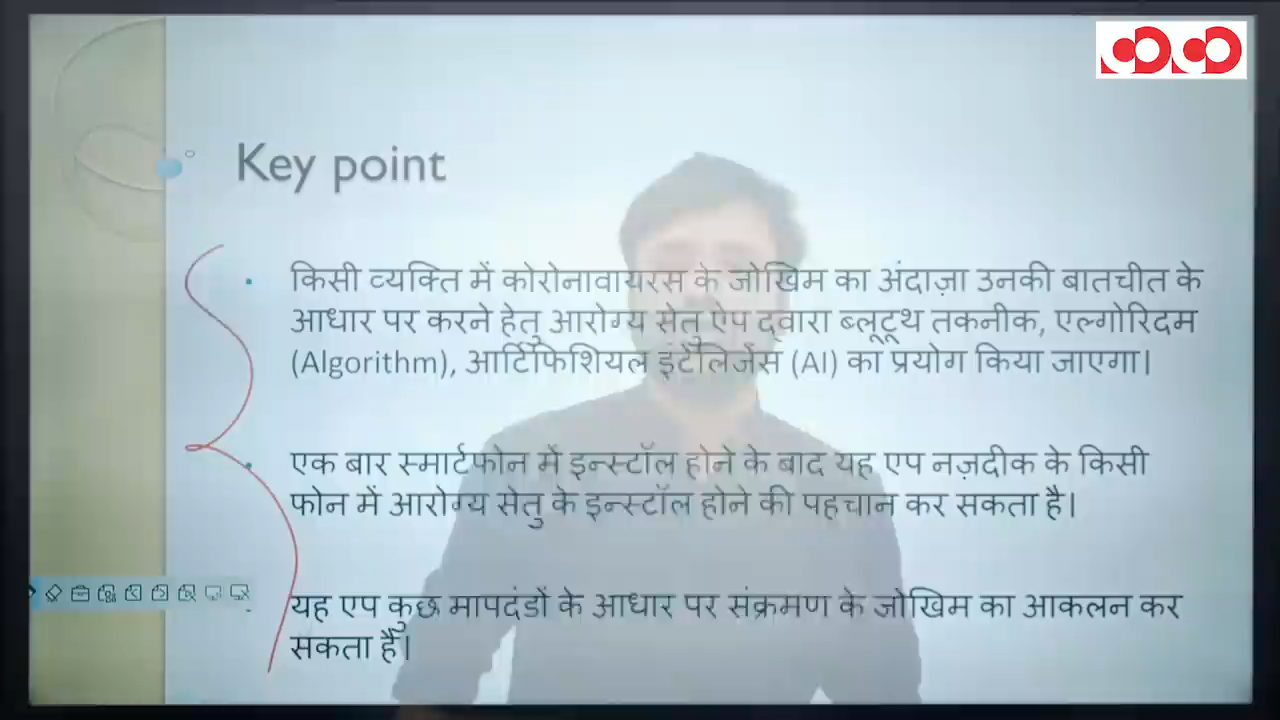 Key point
किसी व्यक्ति में कोरोनावायरस के जोखिम का अंदाज़ा उनकी बातचीत के
आधार पर करने हेतु आरोग्य सेतु ऐप द्वारा ब्लूटूथ तकनीक, एल्गोरिदम
(Algorithm), आर्टिफिशियल इंटेलिजेंस (AI) का प्रयोग किया जाएगा।
एक बार स्मार्टफोन में इन्स्टॉल होने के बाद यह एप नज़दीक के किसी
फोन में आरोग्य सेतु के इन्स्टॉल होने की पहचान कर सकता है।
यह एप कुछ मापदंडों के आधार पर संक्रमण के जोखिम का आकलन कर
सकता है।